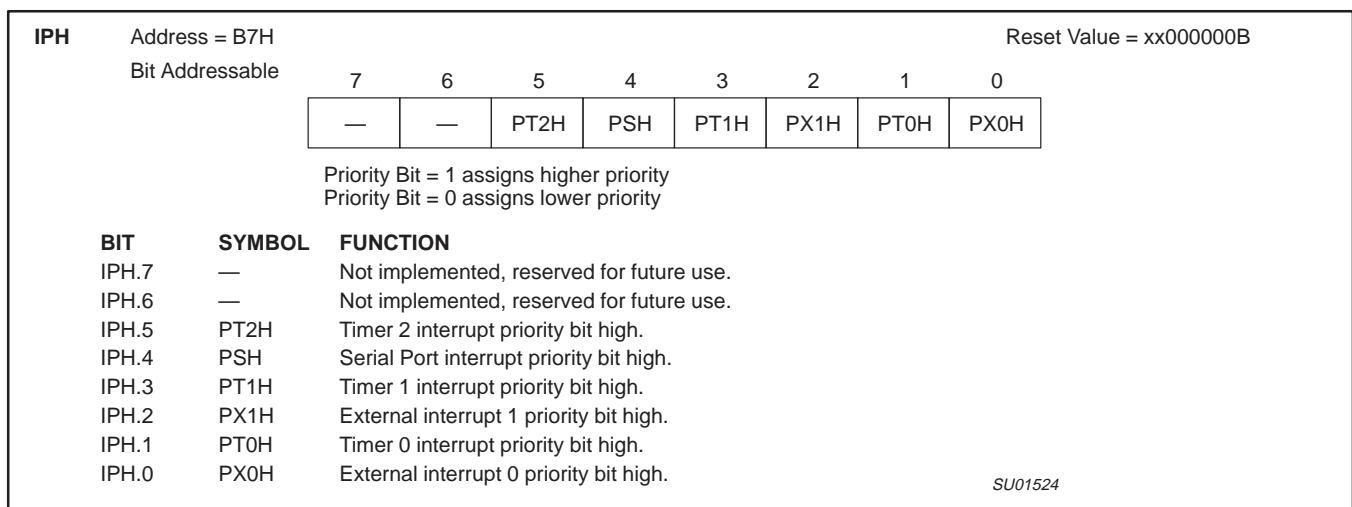 IPH Address = B7H Reset Value = xx000000B
Bit Addressable
7 6 5 4 3 2 1 0
— — PT2H PSH PT1H PX1H PT0H PX0H
Priority Bit = 1 assigns higher priority
Priority Bit = 0 assigns lower priority
BIT SYMBOL FUNCTION
IPH.7 — Not implemented, reserved for future use.
IPH.6 — Not implemented, reserved for future use.
IPH.5 PT2H Timer 2 interrupt priority bit high.
IPH.4 PSH Serial Port interrupt priority bit high.
IPH.3 PT1H Timer 1 interrupt priority bit high.
IPH.2 PX1H External interrupt 1 priority bit high.
IPH.1 PT0H Timer 0 interrupt priority bit high.
IPH.0 PX0H External interrupt 0 priority bit high.
SU01524